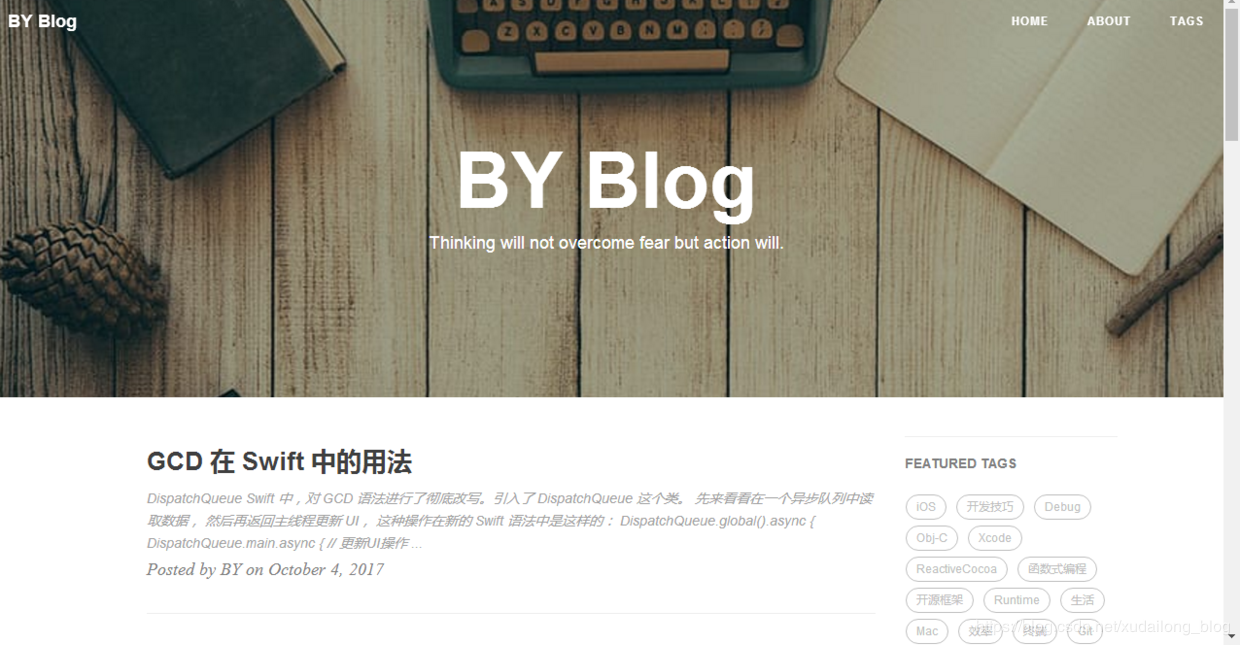 BY Blog
HOME ABOUT TAGS
A S D F G H J K L
Z X C V B N M
BY Blog
Thinking will not overcome fear but action will.
GCD 在 Swift 中的用法
DispatchQueue Swift 中，对 GCD 语法进行了彻底改写。引入了 DispatchQueue 这个类。 先来看看在一个异步队列中读
取数据， 然后再返回主线程更新 UI ， 这种操作在新的 Swift 语法中是这样的： DispatchQueue.global().async {
DispatchQueue.main.async { // 更新UI操作 ...
Posted by BY on October 4, 2017
FEATURED TAGS
iOS 开发技巧 Debug
Obj-C Xcode
ReactiveCocoa 函数式编程
开源框架 Runtime 生活
Mac 效率 终端 Git
https://blog.csdn.net/xudailong_blog